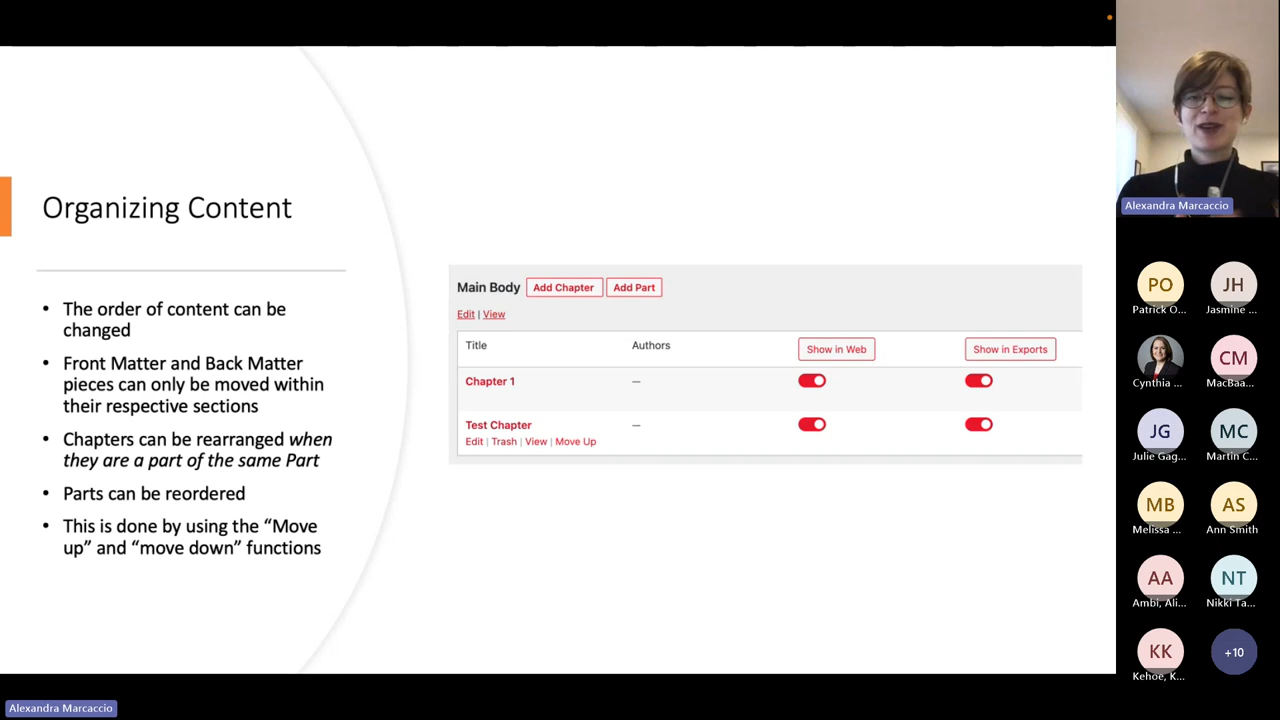 Organizing Content
• The order of content can be
changed
• Front Matter and Back Matter
pieces can only be moved within
their respective sections
• Chapters can be rearranged when
they are a part of the same Part
• Parts can be reordered
• This is done by using the “Move
up” and “move down” functions
Main Body Add Chapter Add Part
Edit | View
Title Authors Show in Web Show in Exports
Chapter 1 —
Test Chapter —
Edit | Trash | View | Move Up
Alexandra Marcaccio
PO JH
Patrick O... Jasmine ...
CM
Cynthia ... MacBaa...
JG MC
Julie Gag... Martin C...
MB AS
Melissa ... Ann Smith
AA NT
Ambi, Ali... Nikki Ta...
KK +10
Kehoe, K...
Alexandra Marcaccio